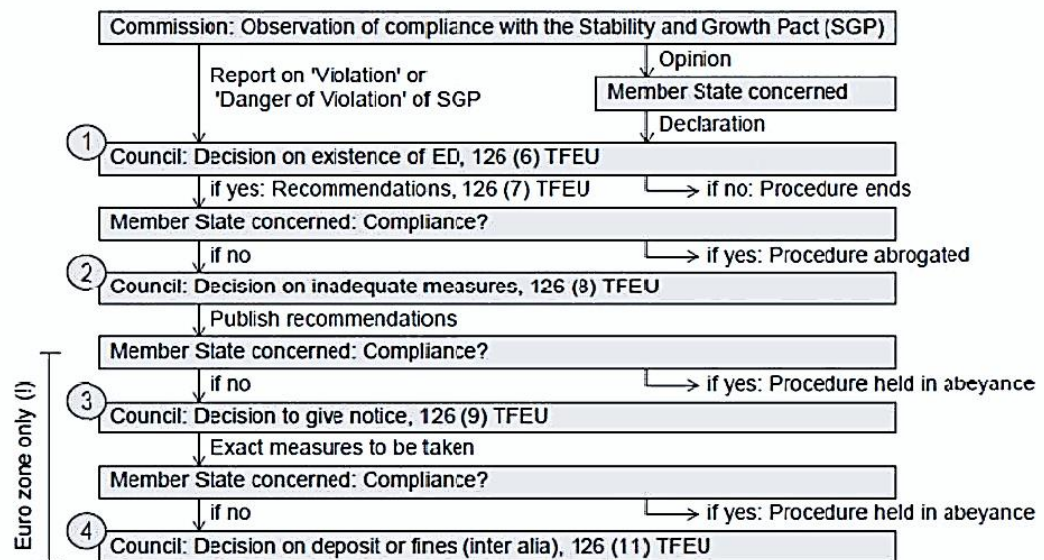 Commission: Observation of compliance with the Stability and Growth Pact (SGP)
Report on 'Violation' or
'Danger of Violation' of SGP
Opinion
Member State concerned
Declaration
1
Council: Decision on existence of ED, 126 (6) TFEU
if yes: Recommendations, 126 (7) TFEU
if no: Procedure ends
Member State concerned: Compliance?
if no
if yes: Procedure abrogated
2
Council: Decision on inadequate measures, 126 (8) TFEU
Publish recommendations
Member State concerned: Compliance?
if no
if yes: Procedure held in abeyance
3
Council: Decision to give notice, 126 (9) TFEU
Exact measures to be taken
Member State concerned: Compliance?
if no
if yes: Procedure held in abeyance
4
Council: Decision on deposit or fines (inter alia), 126 (11) TFEU
Euro zone only (!)